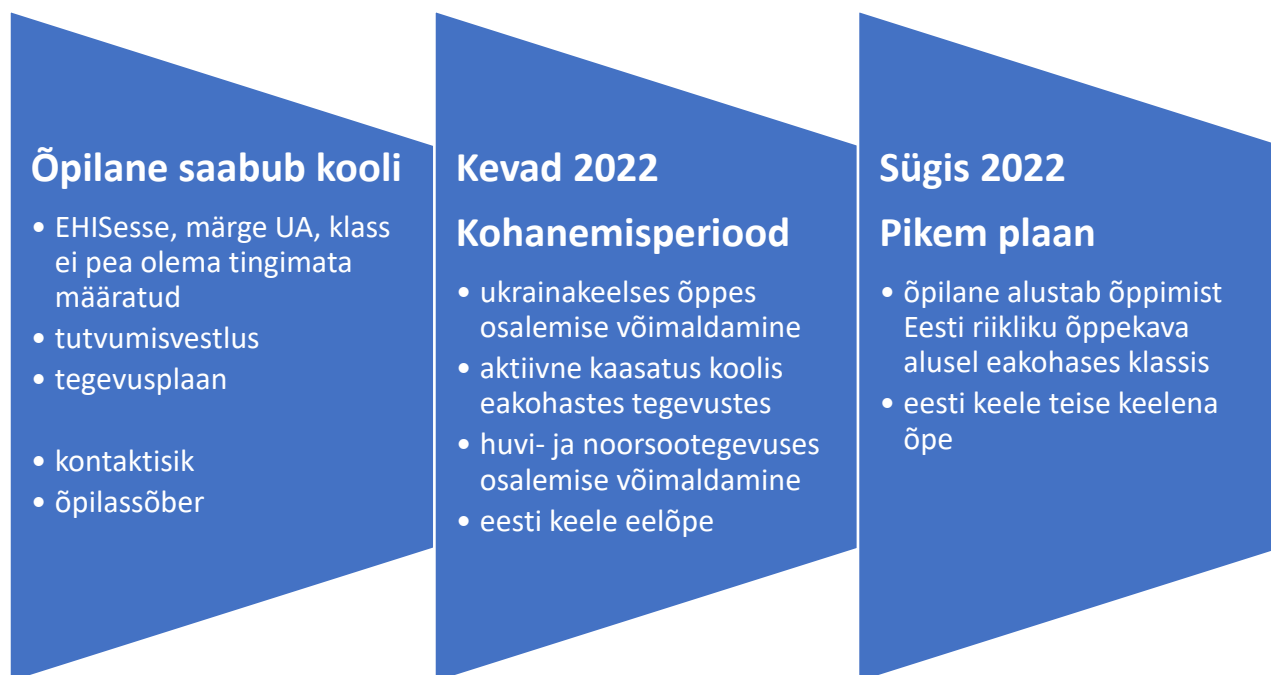 Õpilane saabub kooli
• EHISesse, märge UA, klass
ei pea olema tingimata
määratud
• tutvumisvestlus
• tegevusplaan
• kontaktisik
• õpilassõber
Kevad 2022
Kohanemisperiood
• ukrainakeelses õppes
osalemise võimaldamine
• aktiivne kaasatus koolis
eakohastes tegevustes
• huvi- ja noorsootegevuses
osalemise võimaldamine
• eesti keele eelõpe
Sügis 2022
Pikem plaan
• õpilane alustab õppimist
Eesti riikliku õppekava
alusel eakohases klassis
• eesti keele teise keelena
õpe